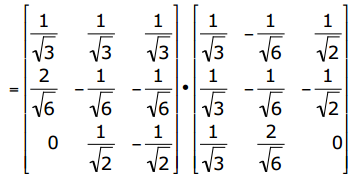 = [ 1/√3 1/√3 1/√3 ] • [ 1/√3 −1/√6 1/√2 ]
[ 2/√6 −1/√6 −1/√6 ] [ 1/√3 −1/√6 −1/√2 ]
[ 0 1/√2 −1/√2 ] [ 1/√3 2/√6 0 ]